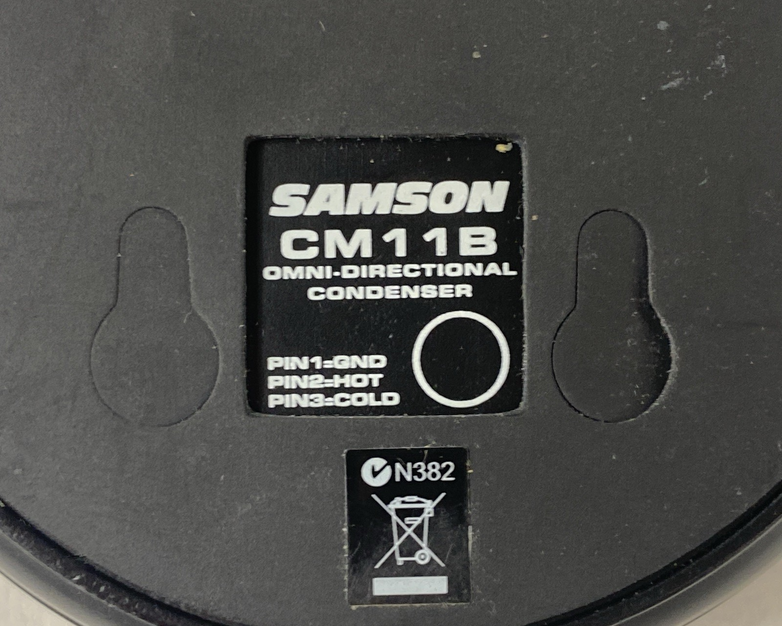 SAMSON
CM11B
OMNI-DIRECTIONAL
CONDENSER
PIN1=GND
PIN2=HOT
PIN3=COLD
N382